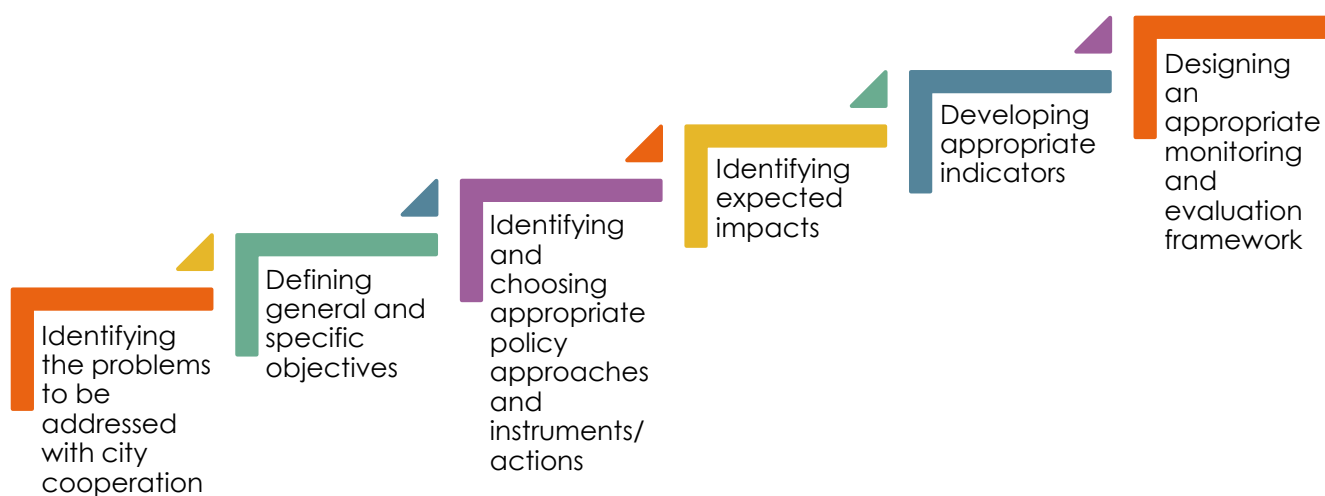 Identifying
the problems
to be
addressed
with city
cooperation
Defining
general and
specific
objectives
Identifying
and
choosing
appropriate
policy
approaches
and
instruments/
actions
Identifying
expected
impacts
Developing
appropriate
indicators
Designing
an
appropriate
monitoring
and
evaluation
framework